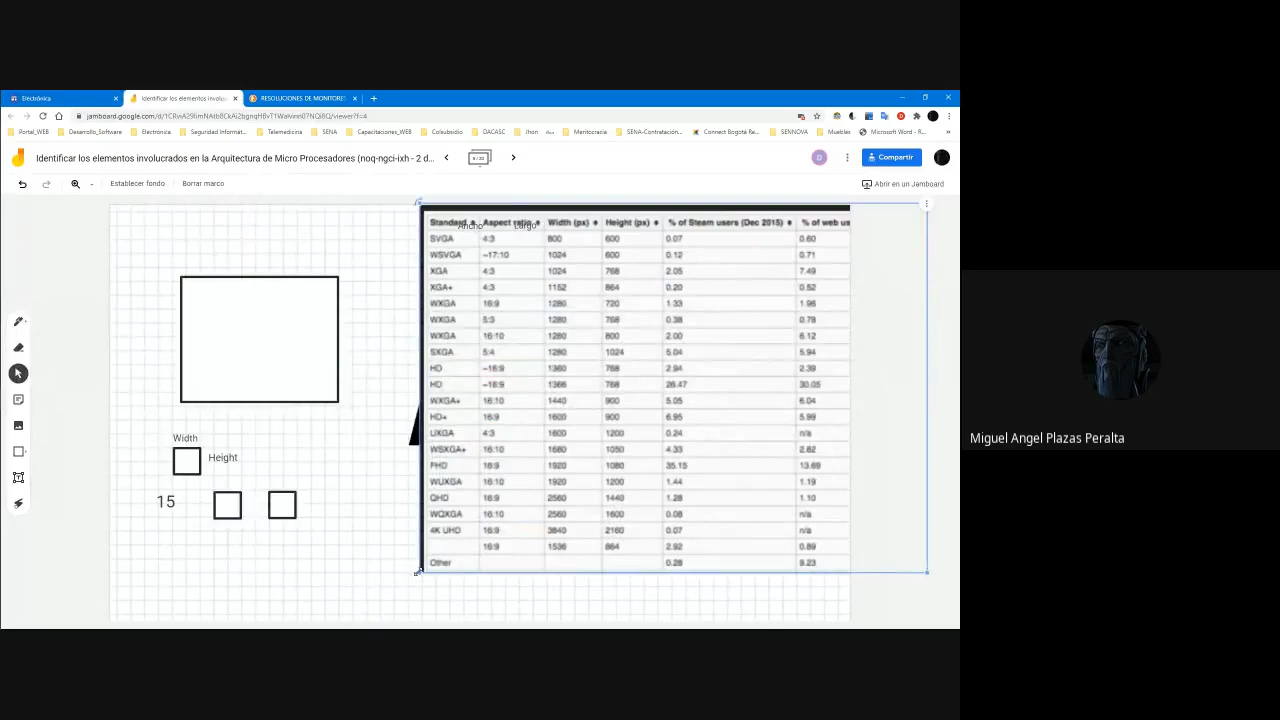 Electrónica
Identificar los elementos involuc
RESOLUCIONES DE MONITORES
Portal_WEB Desarrollo_Software Electrónica Seguridad Informát... Telemedicina SENA Capacitaciones_WEB Colsubsidio DACASC Jhon Meritocracia SENA-Contratación... Connect Bogotá Re... SENNOVA Muebles Microsoft Word - R...
Identificar los elementos involucrados en la Arquitectura de Micro Procesadores (noq-ngci-ixh - 2 d...
8 / 20
Compartir
Establecer fondo Borrar marco
Abrir en un Jamboard
Standard Aspect ratio Width (px) Height (px) % of Steam users (Dec 2015) % of web us
Ancho Largo
SVGA 4:3 800 600 0.07 0.60
WSVGA ~17:10 1024 600 0.12 0.71
XGA 4:3 1024 768 2.05 7.49
XGA+ 4:3 1152 864 0.20 0.52
WXGA 16:9 1280 720 1.33 1.98
WXGA 5:3 1280 768 0.38 0.78
WXGA 16:10 1280 800 2.00 6.12
SXGA 5:4 1280 1024 5.04 5.94
HD ~16:9 1360 768 2.94 2.39
HD ~16:9 1366 768 26.47 30.05
WXGA+ 16:10 1440 900 5.05 6.04
HD+ 16:9 1600 900 6.95 5.99
UXGA 4:3 1600 1200 0.24 n/a
WSXGA+ 16:10 1680 1050 4.33 2.82
FHD 16:9 1920 1080 35.15 13.69
WUXGA 16:10 1920 1200 1.44 1.19
QHD 16:9 2560 1440 1.28 1.10
WQXGA 16:10 2560 1600 0.08 n/a
4K UHD 16:9 3840 2160 0.07 n/a
16:9 1536 864 2.92 0.89
Other 0.28 9.23
Width
Height
15
Miguel Angel Plazas Peralta